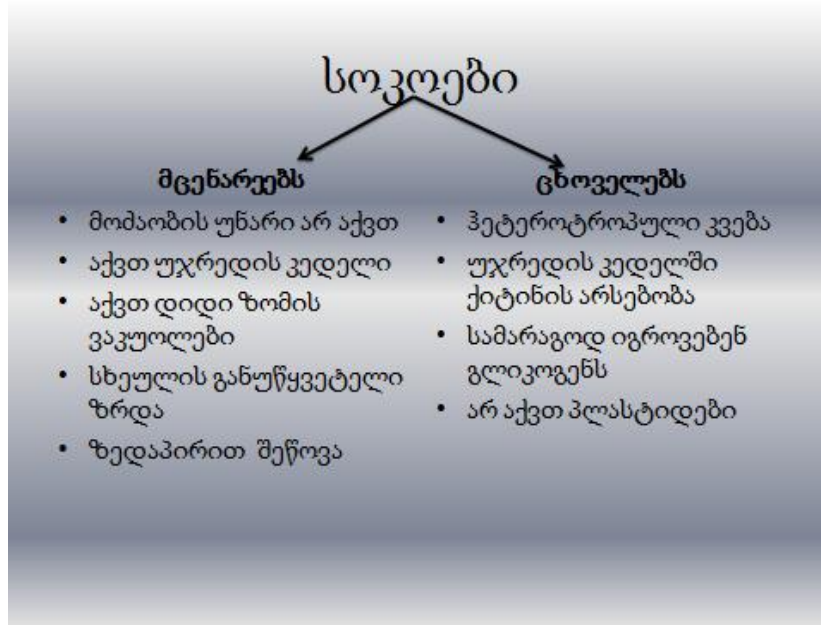 სოკოები
მცენარეებს
• მოძაობის უნარი არ აქვთ
• აქვთ უჯრედის კედელი
• აქვთ დიდი ზომის
ვაკუოლები
• სხეულის განუწყვეტელი
ზრდა
• ზედაპირით შეწოვა
ცხოველებს
• ჰეტეროტროპული კვება
• უჯრედის კედელში
ქიტინის არსებობა
• სამარაგოდ იგროვებენ
გლიკოგენს
• არ აქვთ პლასტიდები